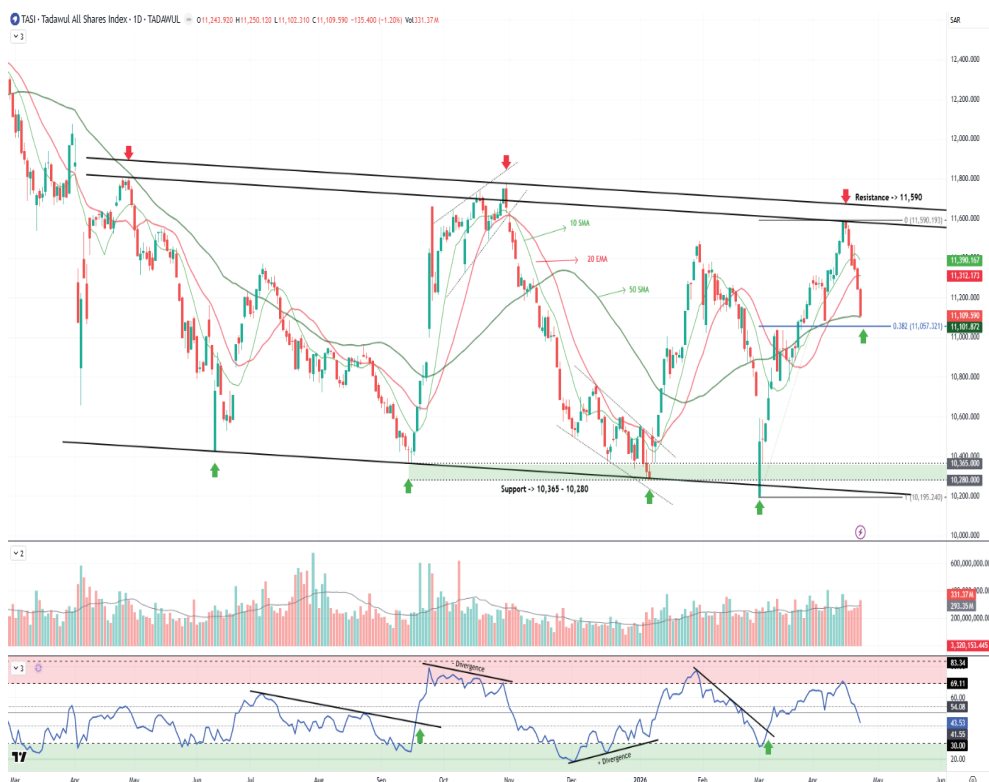 TASI · Tadawul All Shares Index · 1D · TADAWUL O11,243.920 H11,250.120 L11,102.310 C11,109.590 −135.400 (−1.20%) Vol331.37M
SAR
3
12,400.000
12,200.000
12,000.000
11,800.000
Resistance -> 11,590
11,600.000
0 (11,590.193)
10 SMA
20 EMA
11,390.167
11,312.173
50 SMA
11,200.000
11,109.590
11,101.872
0.382 (11,057.321)
11,000.000
10,800.000
10,600.000
10,400.000
10,365.000
10,280.000
Support -> 10,365 - 10,280
1 (10,195.240)
10,200.000
10,000.000
2
600,000,000.00
331.37M
293.35M
200,000,000.00
3,320,153.445
3
83.34
- Divergence
69.11
60.00
54.08
43.53
41.55
30.00
20.00
+ Divergence
Mar Apr May Jun Jul Aug Sep Oct Nov Dec 2026 Feb Mar Apr May Jun